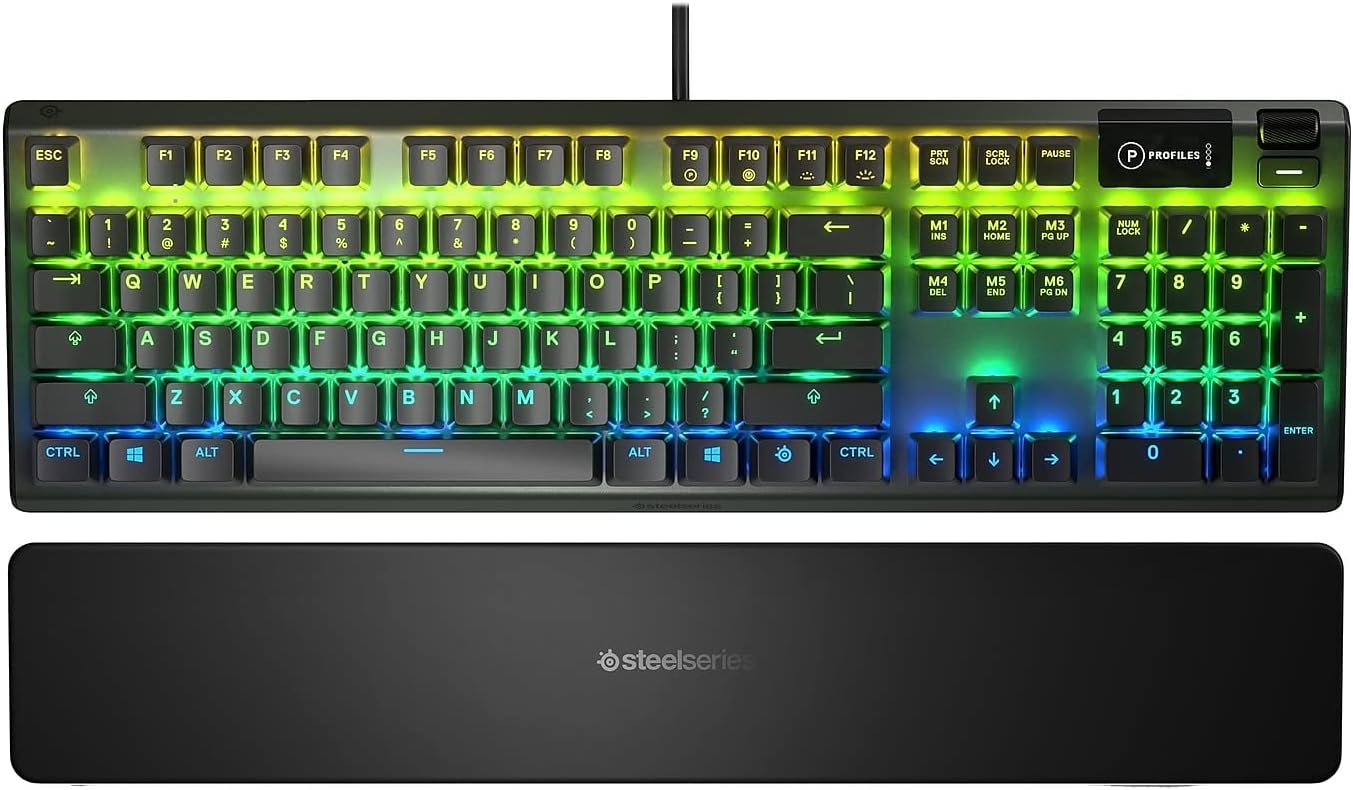 ESC F1 F2 F3 F4 F5 F6 F7 F8 F9 F10 F11 F12 PRT SCN SCRL LOCK PAUSE P PROFILES
` ~ 1 ! 2 @ 3 # 4 $ 5 % 6 ^ 7 & 8 * 9 ( 0 ) - _ = + ← M1 INS M2 HOME M3 PG UP NUM LOCK / * -
Q W E R T Y U I O P [ { ] } \ | M4 DEL M5 END M6 PG DN 7 8 9 +
A S D F G H J K L ; : ' “ 4 5 6
Z X C V B N M , < . > / ? ↑ 1 2 3 ENTER
CTRL ALT ALT CTRL ← ↓ → 0 .
steelseries
steelseries